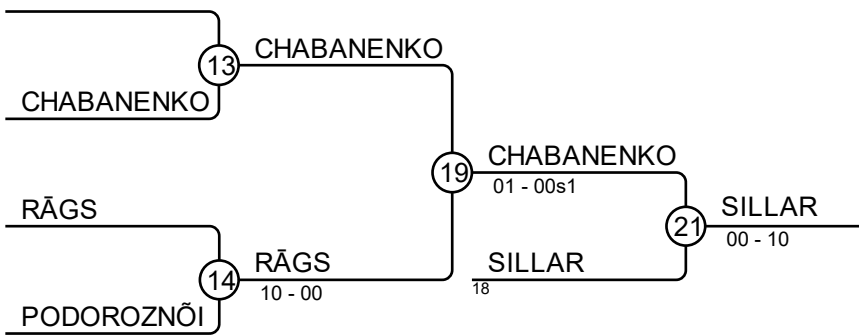 13
CHABANENKO
CHABANENKO
19
CHABANENKO
01 - 00s1
RĀGS
21
SILLAR
00 - 10
14
RĀGS
10 - 00
SILLAR
18
PODOROZNÕI